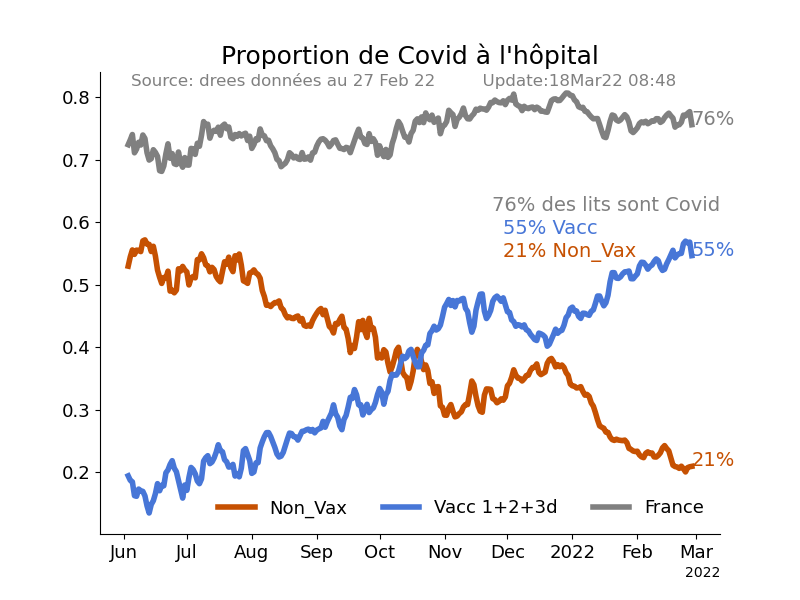 Proportion de Covid à l'hôpital
Source: drees données au 27 Feb 22 Update:18Mar22 08:48
0.8
76%
0.7
76% des lits sont Covid
0.6
55% Vacc
21% Non_Vax
55%
0.5
0.4
0.3
21%
0.2
Non_Vax Vacc 1+2+3d France
Jun Jul Aug Sep Oct Nov Dec 2022 Feb Mar
2022